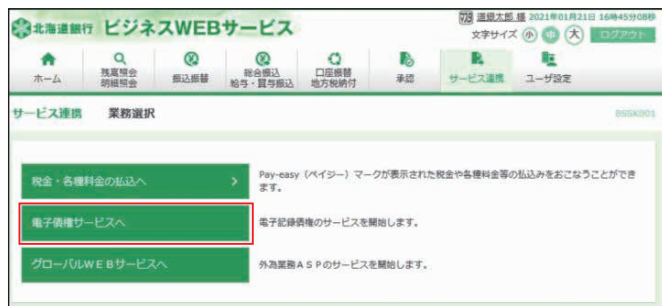 北海道銀行 ビジネスWEBサービス
道銀太郎 様 2021年01月21日 16時45分08秒
文字サイズ 小 中 大 ログアウト
ホーム
残高照会
明細照会
振込振替
総合振込
給与・賞与振込
口座振替
地方税納付
承認
サービス連携
ユーザ設定
サービス連携 業務選択 BSSK001
税金・各種料金の払込へ
Pay-easy（ペイジー）マークが表示された税金や各種料金等の払込みをおこなうことができ
ます。
電子債権サービスへ
電子記録債権のサービスを開始します。
グローバルWEBサービスへ
外為業務ASPのサービスを開始します。